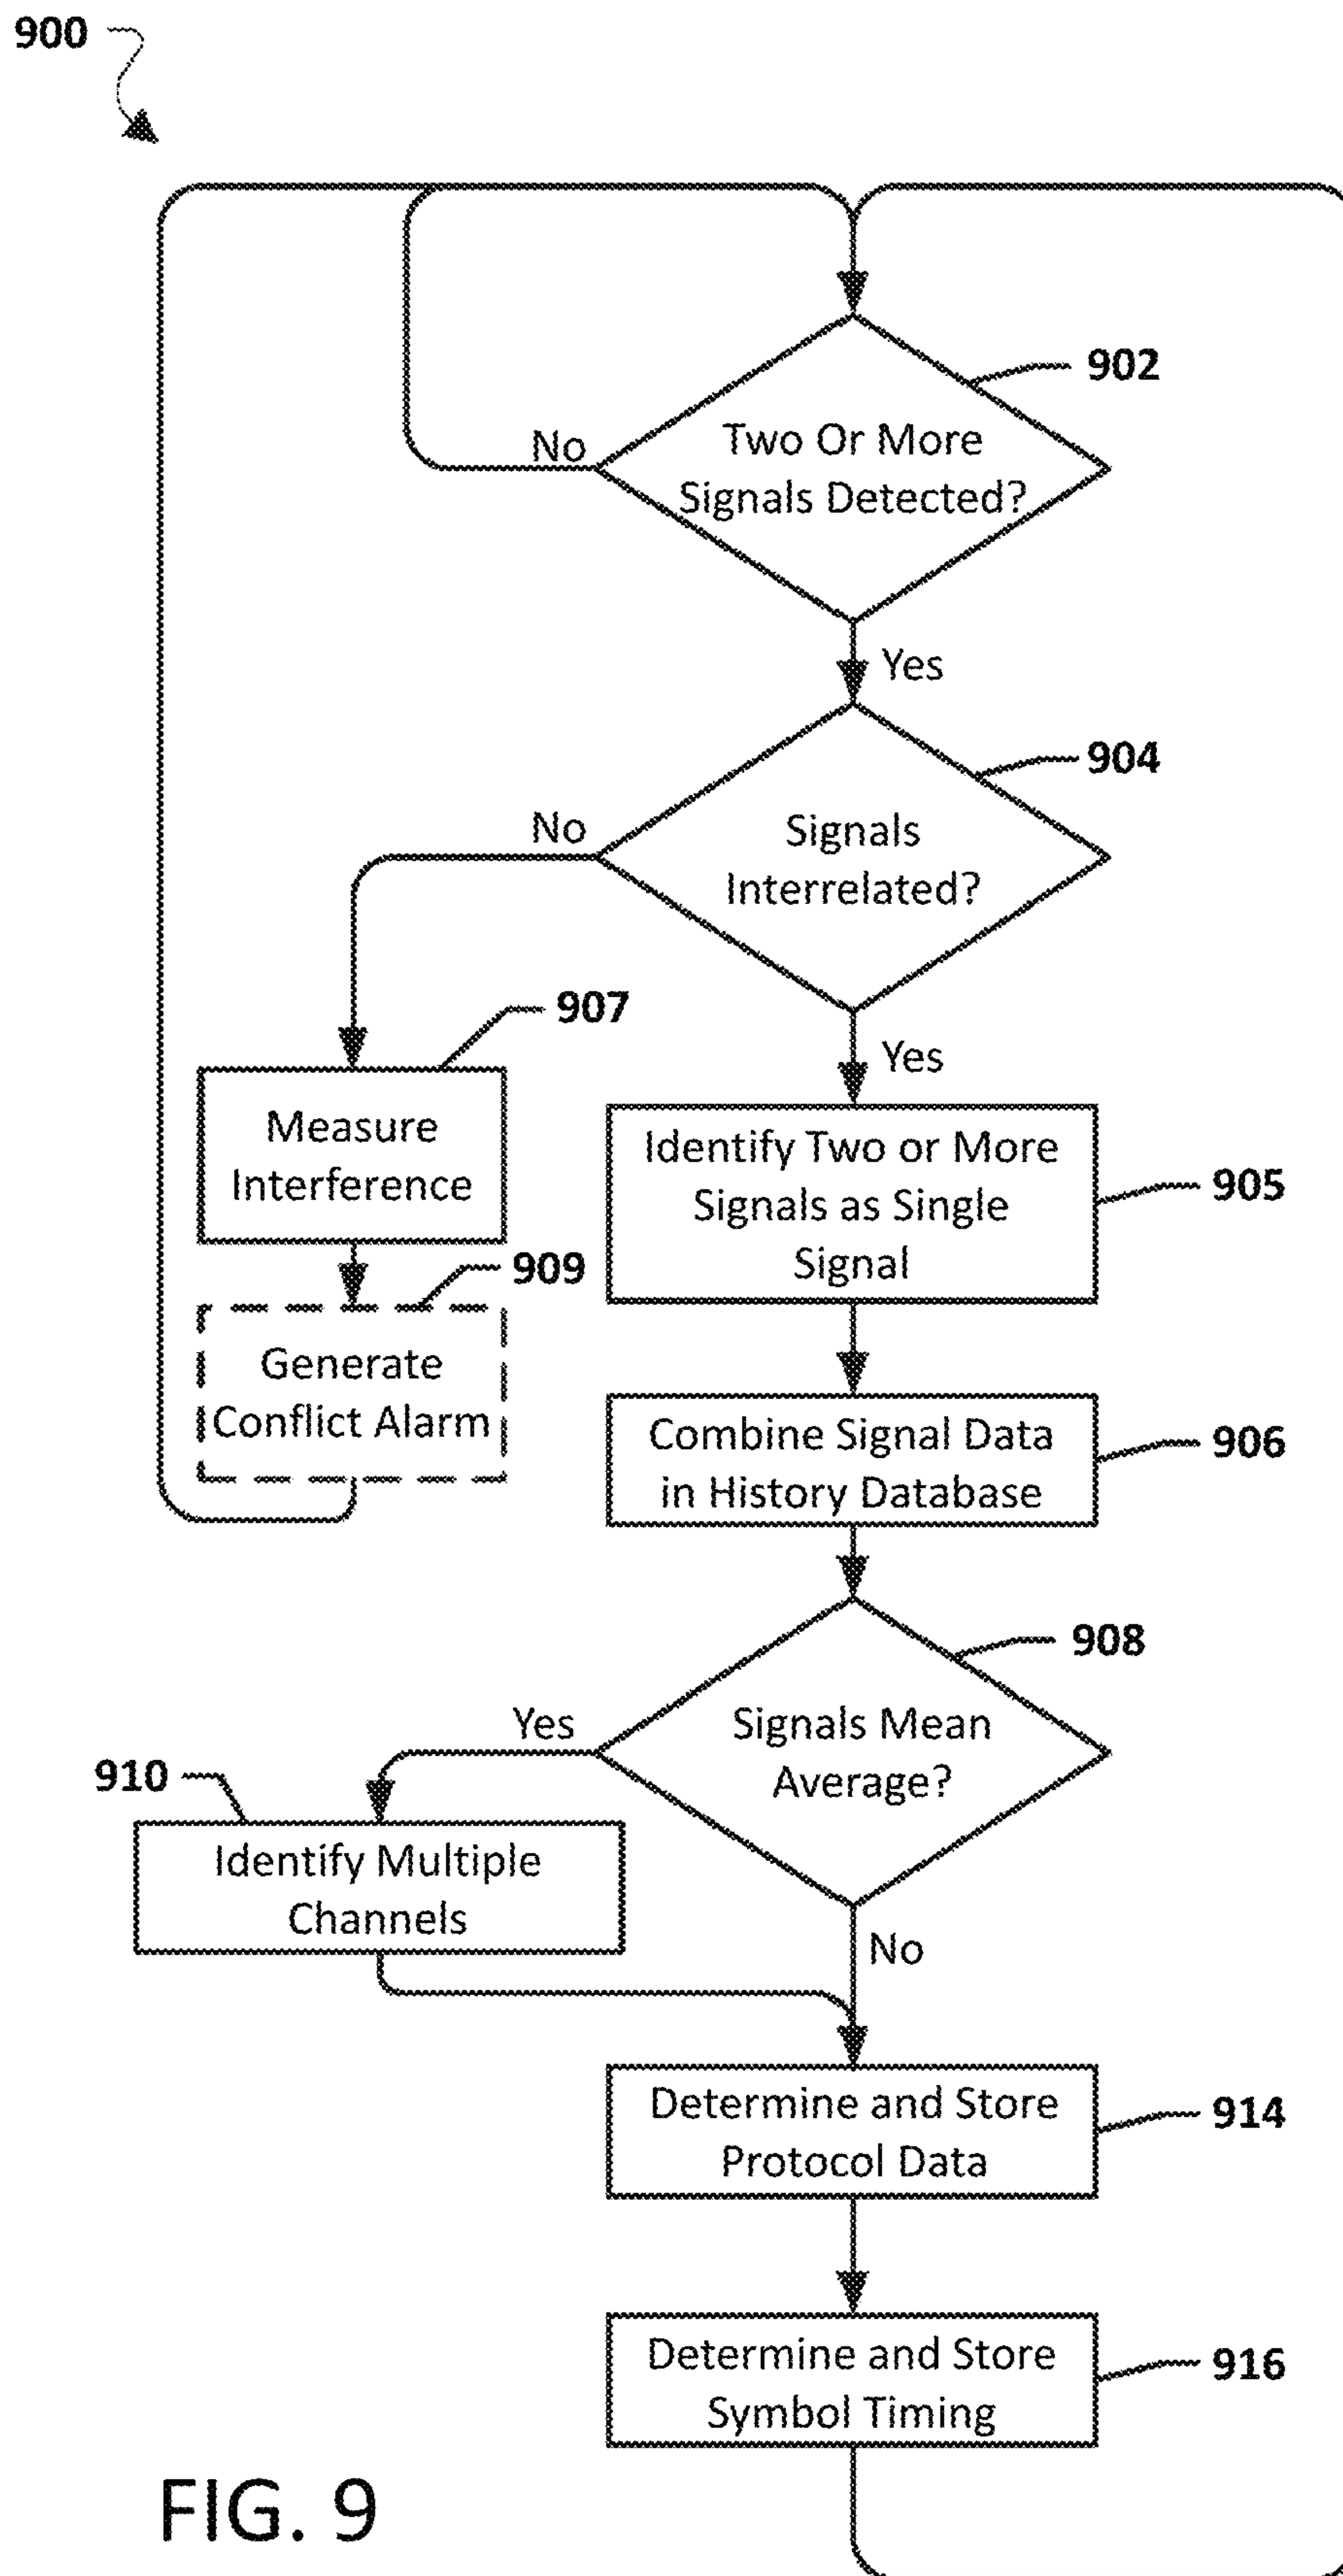 900
902
Two Or More
Signals Detected?
No
Yes
904
Signals
Interrelated?
No
Yes
907
Measure
Interference
905
Identify Two or More
Signals as Single
Signal
909
Generate
Conflict Alarm
906
Combine Signal Data
in History Database
908
Signals Mean
Average?
Yes
910
Identify Multiple
Channels
No
914
Determine and Store
Protocol Data
916
Determine and Store
Symbol Timing
FIG. 9